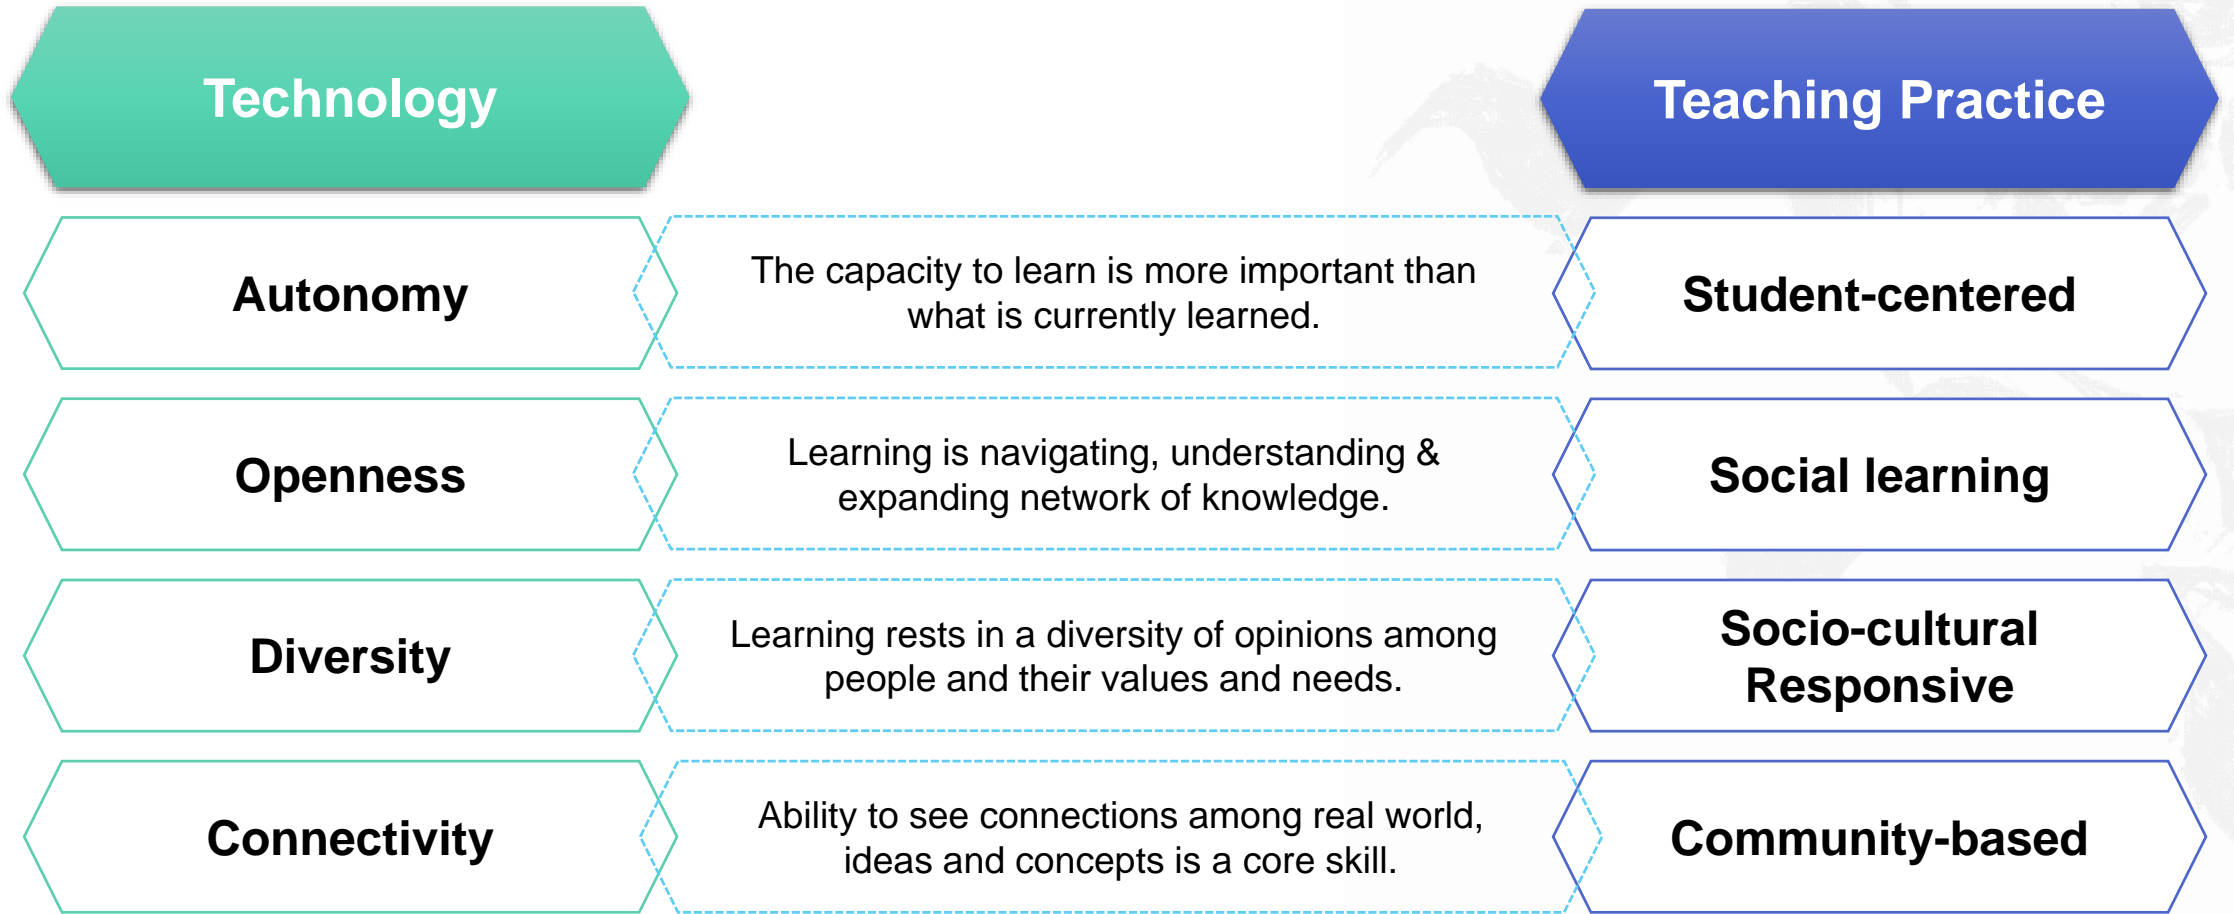 Technology
Teaching Practice
Autonomy
The capacity to learn is more important than
what is currently learned.
Student-centered
Openness
Learning is navigating, understanding &
expanding network of knowledge.
Social learning
Diversity
Learning rests in a diversity of opinions among
people and their values and needs.
Socio-cultural
Responsive
Connectivity
Ability to see connections among real world,
ideas and concepts is a core skill.
Community-based